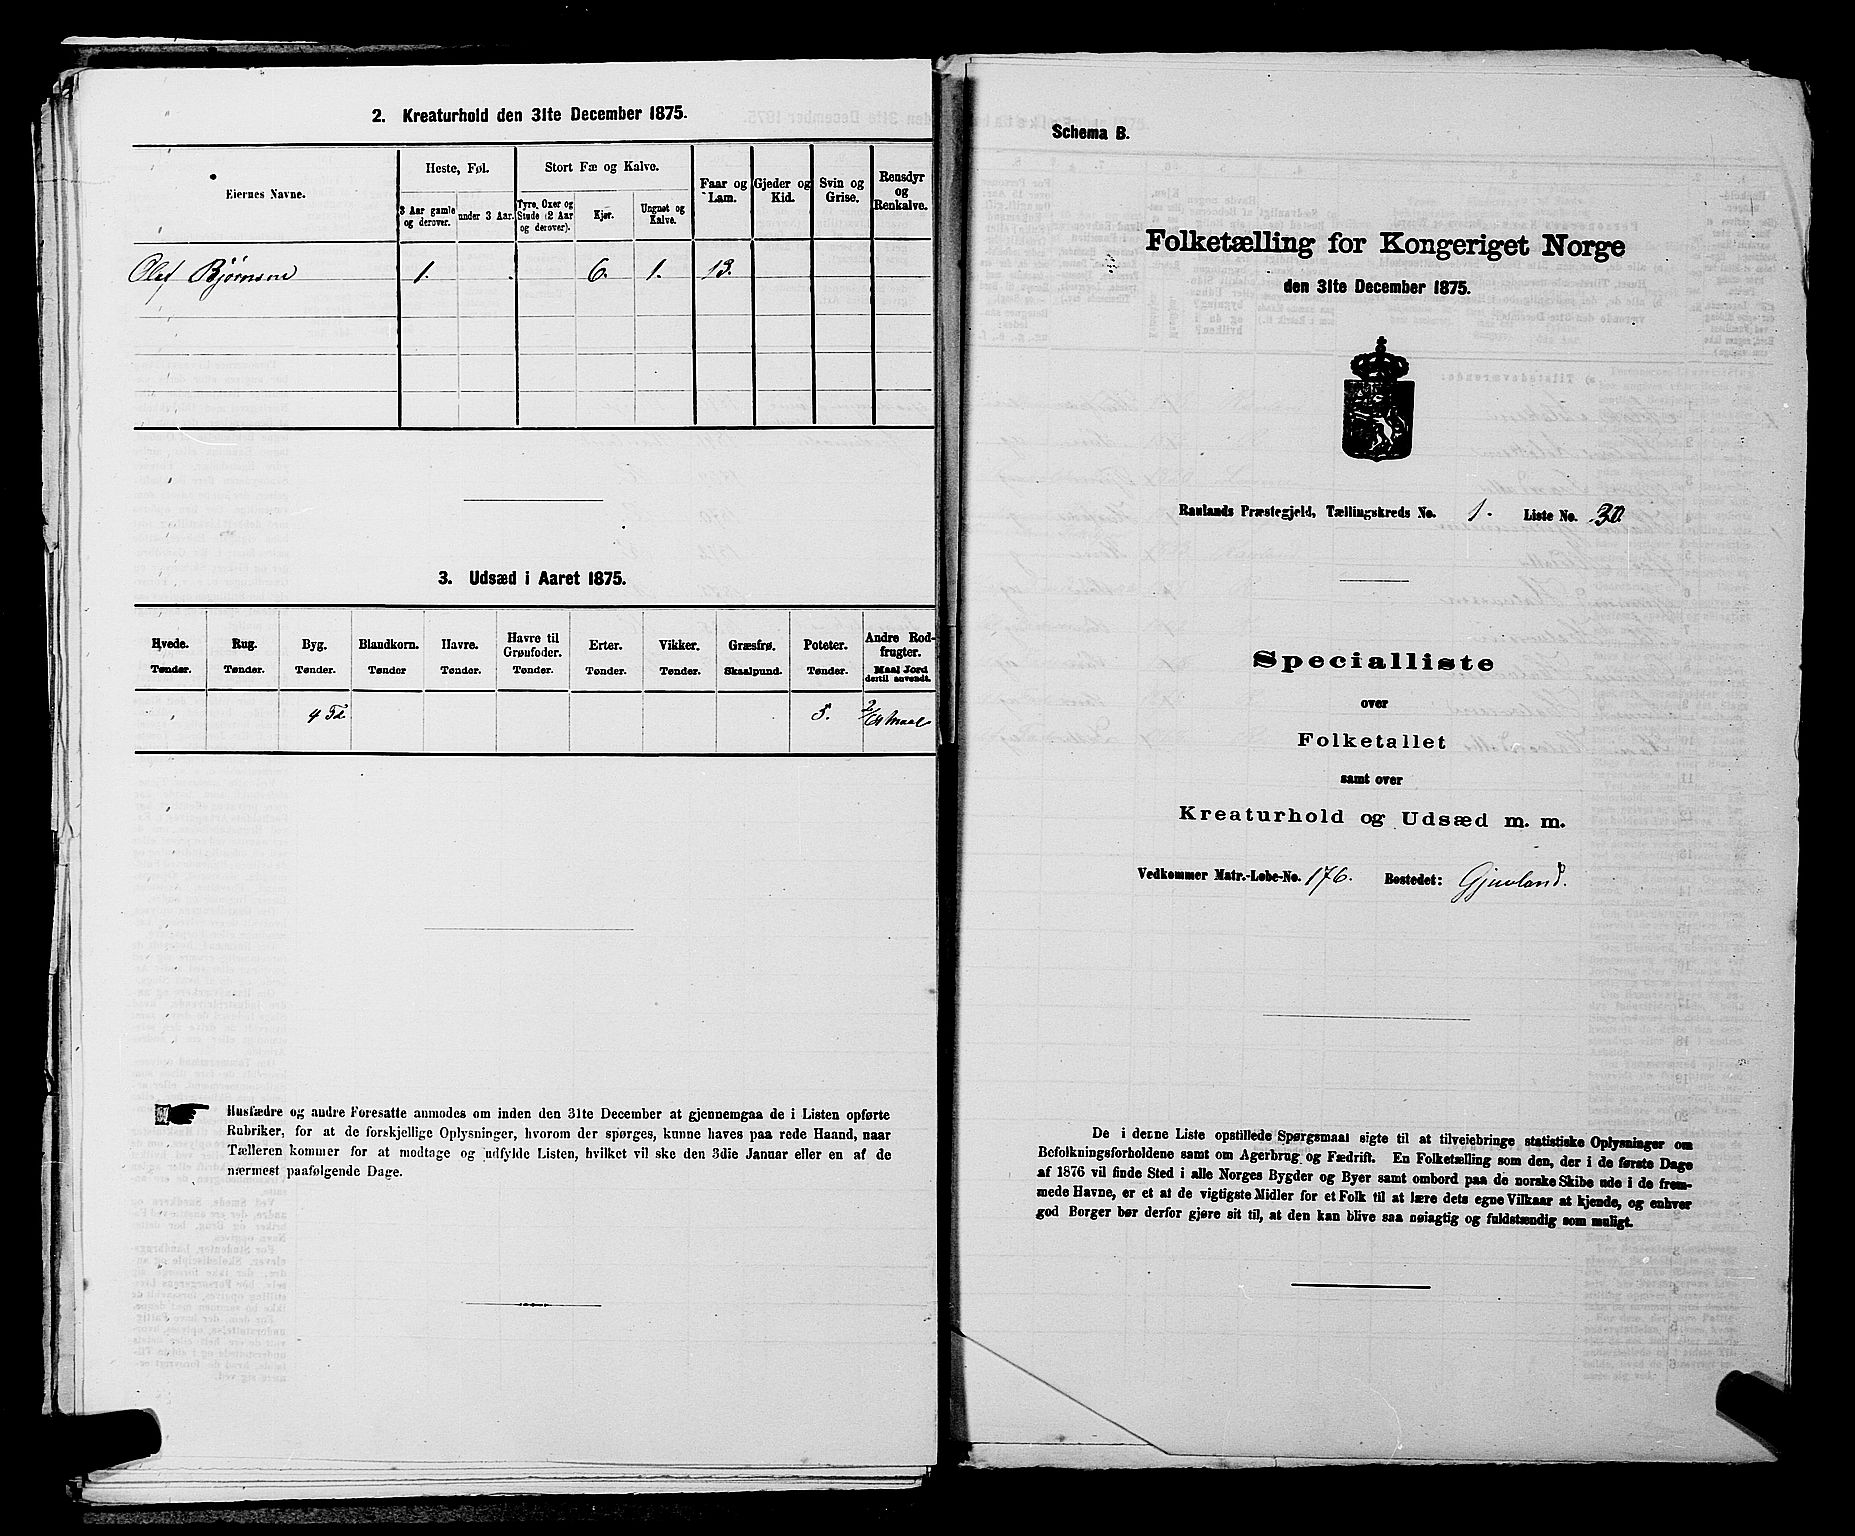 2. Kreaturhold den 31te December 1875.
Eiernes Navne.
Heste, Føl.
3 Aar gamle og derover.
under 3 Aar.
Stort Fæ og Kalve.
Tyre, Oxer og Stude (2 Aar og derover).
Kjør.
Ungnøt og Kalve.
Faar og Lam.
Gjeder og Kid.
Svin og Grise.
Rensdyr og Renkalve.
Olaf Bjørnsen 1. 6. 1. 13.
3. Udsæd i Aaret 1875.
Hvede. Rug. Byg. Blandkorn. Havre. Havre til Grønfoder. Erter. Vikker. Græsfrø. Poteter. Andre Rodfrugter.
Tønder. Tønder. Tønder. Tønder Tønder. Tønder. Tønder. Tønder. Skaalpund. Tønder. Maal Jord dertil anvendt.
4 Td. 5. Maal
Husfædre og andre Foresatte anmodes om inden den 31te December at gjennemgaa de i Listen opførte
Rubriker, for at de forskjellige Oplysninger, hvorom der spørges, kunne haves paa rede Haand, naar
Tælleren kommer for at modtage og udfylde Listen, hvilket vil ske den 3die Januar eller en af de
nærmest paafølgende Dage.
Schema B.
Folketælling for Kongeriget Norge
den 31te December 1875.
Raulands Præstegjeld, Tællingskreds No. 1. Liste No. 30.
Specialliste
over
Folketallet
samt over
Kreaturhold og Udsæd m. m.
Vedkommer Matr.-Løbe-No. 176. Bostedet: Gjuvland.
De i denne Liste opstillede Spørgsmaal sigte til at tilveiebringe statistiske Oplysninger om
Befolkningsforholdene samt om Agerbrug og Fædrift. En Folketælling som den, der i de første Dage
af 1876 vil finde Sted i alle Norges Bygder og Byer samt ombord paa de norske Skibe ude i de frem-
mede Havne, er et at de vigtigste Midler for et Folk til at lære dets egne Vilkaar at kjende, og enhver
god Borger bør derfor gjøre sit til, at den kan blive saa nøiagtig og fuldstændig som muligt.